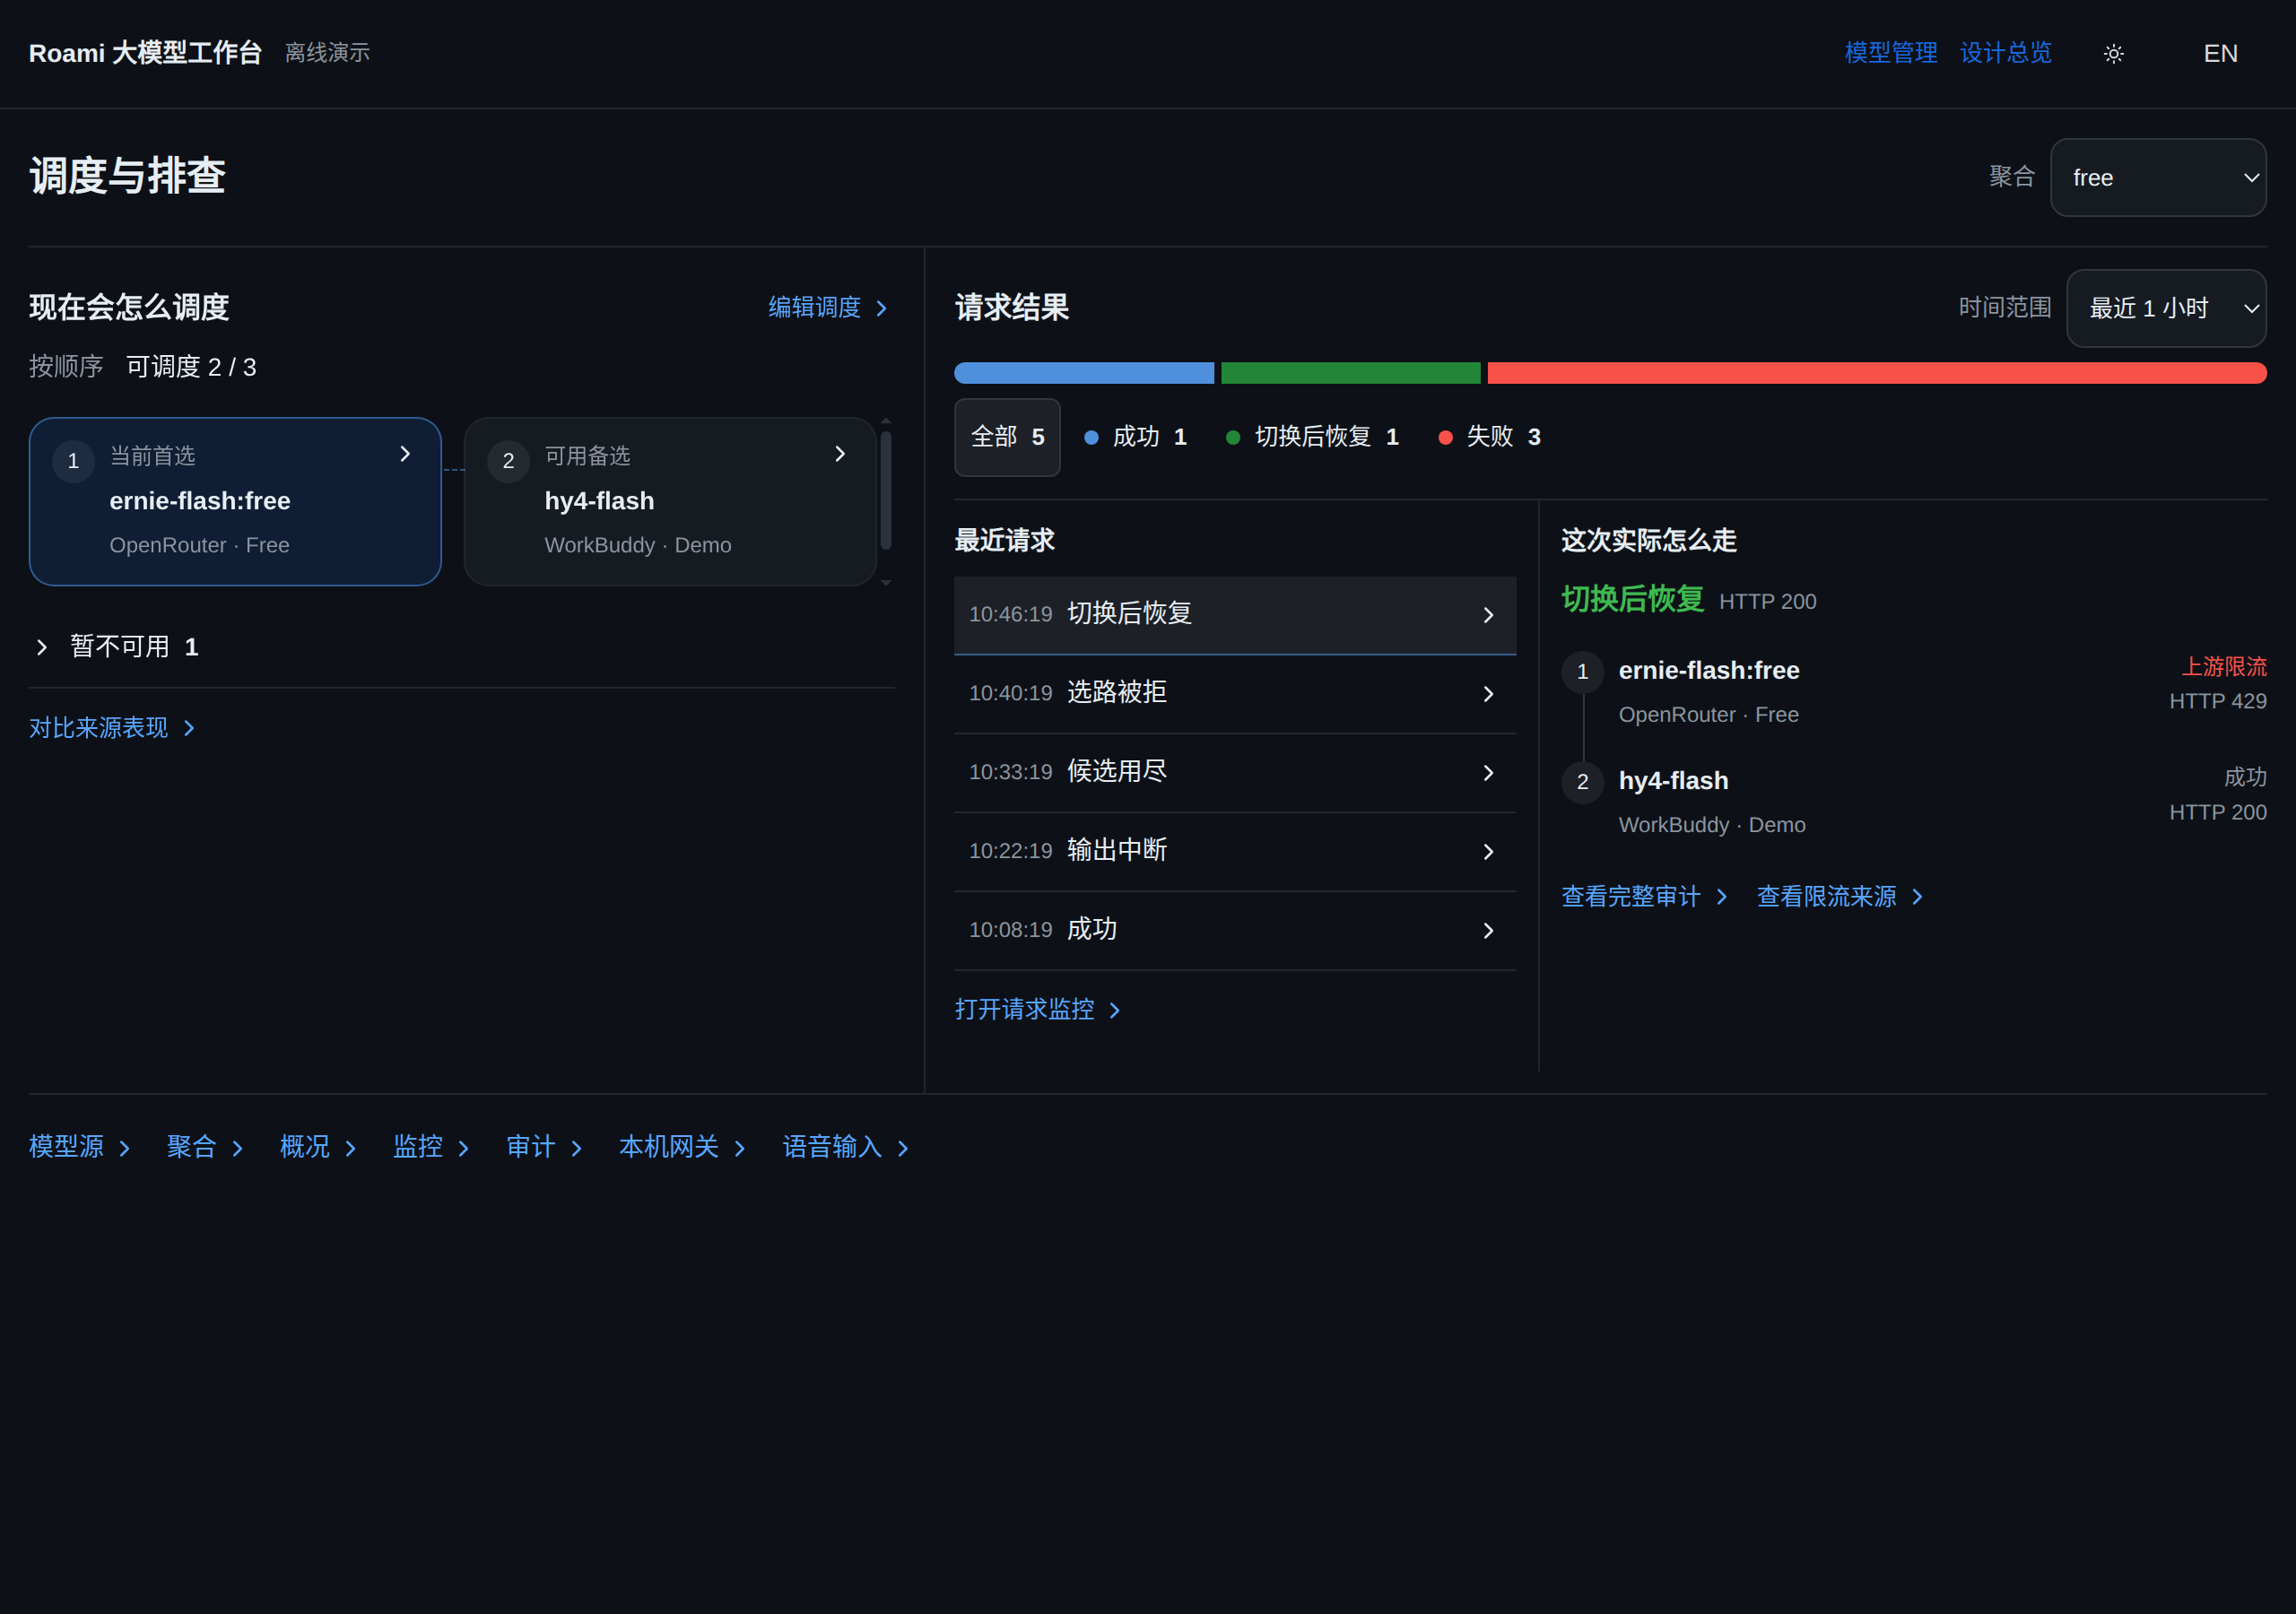 Roami 大模型工作台 离线演示 模型管理 设计总览 EN
调度与排查 聚合 free
现在会怎么调度 编辑调度
按顺序 可调度 2 / 3
1 当前首选
ernie-flash:free
OpenRouter · Free
2 可用备选
hy4-flash
WorkBuddy · Demo
暂不可用 1
对比来源表现
请求结果 时间范围 最近 1 小时
全部 5 成功 1 切换后恢复 1 失败 3
最近请求
10:46:19 切换后恢复
10:40:19 选路被拒
10:33:19 候选用尽
10:22:19 输出中断
10:08:19 成功
打开请求监控
这次实际怎么走
切换后恢复 HTTP 200
1 ernie-flash:free 上游限流
OpenRouter · Free HTTP 429
2 hy4-flash 成功
WorkBuddy · Demo HTTP 200
查看完整审计 查看限流来源
模型源 聚合 概况 监控 审计 本机网关 语音输入